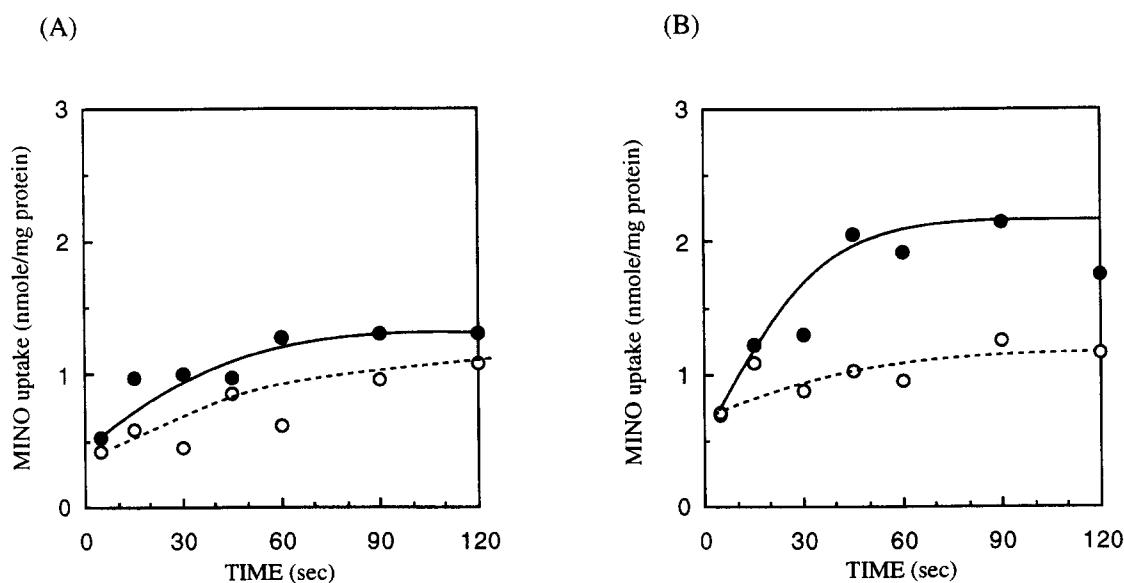 (A)
(B)
MINO uptake (nmole/mg protein)
3
2
1
0
0 30 60 90 120
TIME (sec)
MINO uptake (nmole/mg protein)
3
2
1
0
0 30 60 90 120
TIME (sec)